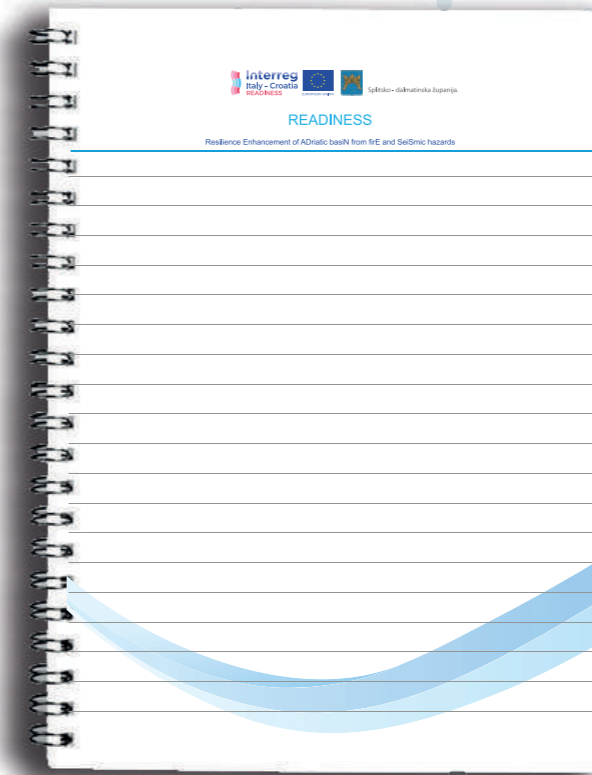 Interreg
Italy - Croatia
READINESS
Splitsko - dalmatinska županija
READINESS
Resilience Enhancement of ADriatic basiN from firE and SeiSmic hazards